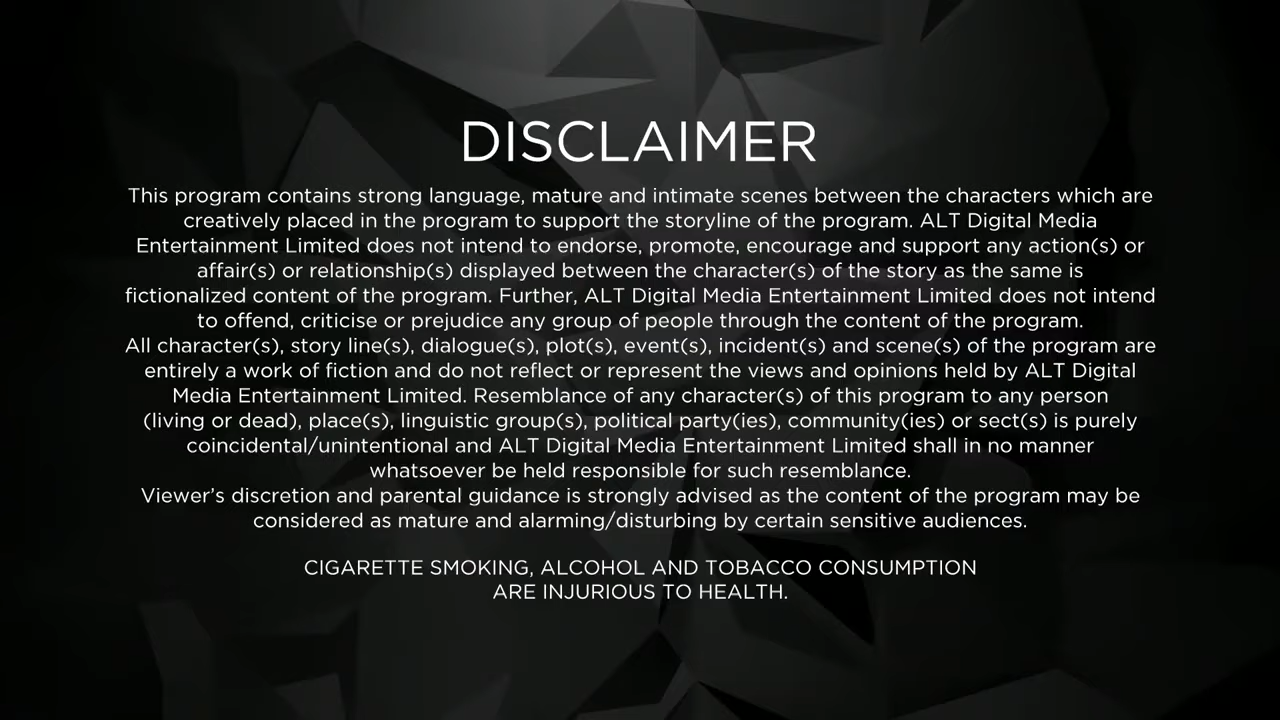 DISCLAIMER
This program contains strong language, mature and intimate scenes between the characters which are
creatively placed in the program to support the storyline of the program. ALT Digital Media
Entertainment Limited does not intend to endorse, promote, encourage and support any action(s) or
affair(s) or relationship(s) displayed between the character(s) of the story as the same is
fictionalized content of the program. Further, ALT Digital Media Entertainment Limited does not intend
to offend, criticise or prejudice any group of people through the content of the program.
All character(s), story line(s), dialogue(s), plot(s), event(s), incident(s) and scene(s) of the program are
entirely a work of fiction and do not reflect or represent the views and opinions held by ALT Digital
Media Entertainment Limited. Resemblance of any character(s) of this program to any person
(living or dead), place(s), linguistic group(s), political party(ies), community(ies) or sect(s) is purely
coincidental/unintentional and ALT Digital Media Entertainment Limited shall in no manner
whatsoever be held responsible for such resemblance.
Viewer’s discretion and parental guidance is strongly advised as the content of the program may be
considered as mature and alarming/disturbing by certain sensitive audiences.
CIGARETTE SMOKING, ALCOHOL AND TOBACCO CONSUMPTION
ARE INJURIOUS TO HEALTH.